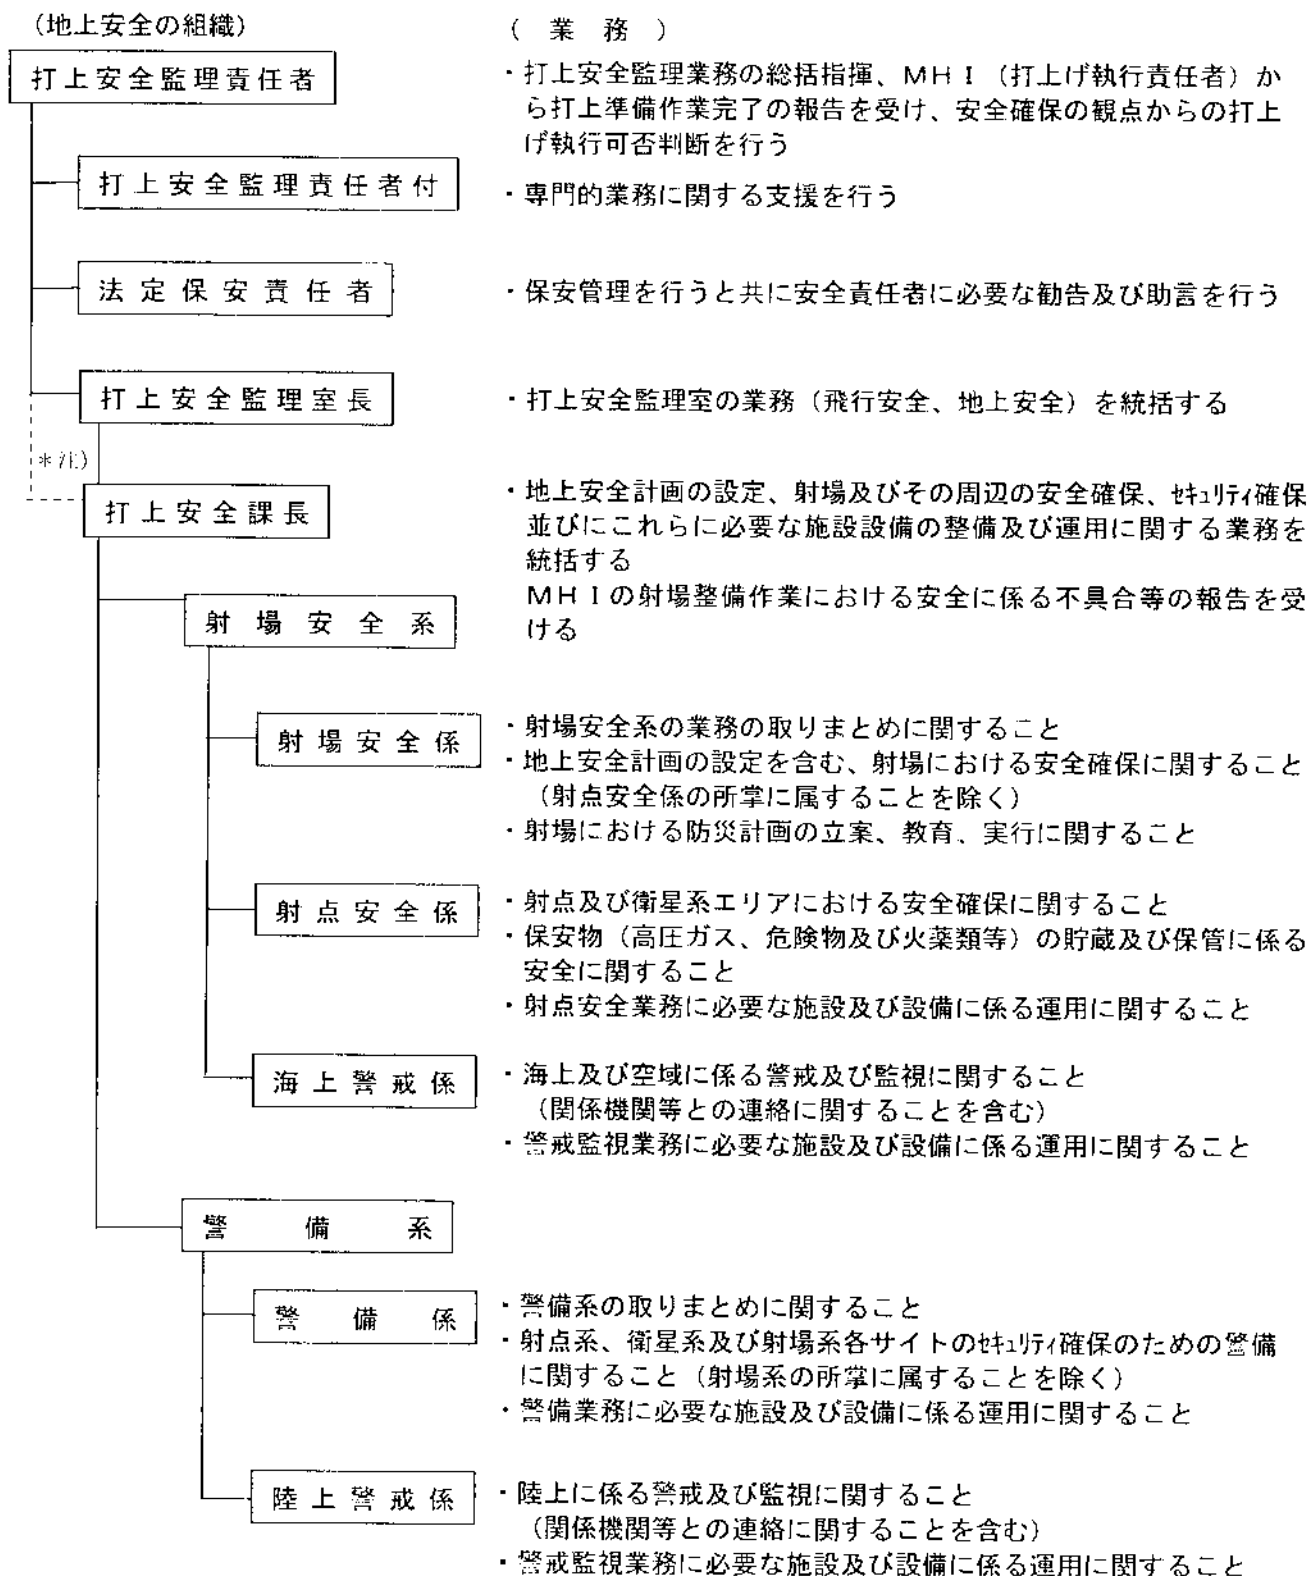 (地上安全の組織)
(業務)
打上安全監理責任者
・打上安全監理業務の総括指揮、MHI(打上げ執行責任者)か
ら打上準備作業完了の報告を受け、安全確保の観点からの打上
げ執行可否判断を行う
打上安全監理責任者付
・専門的業務に関する支援を行う
法定保安責任者
・保安管理を行うと共に安全責任者に必要な勧告及び助言を行う
打上安全監理室長
・打上安全監理室の業務(飛行安全、地上安全)を統括する
*注)
打上安全課長
・地上安全計画の設定、射場及びその周辺の安全確保、セキュリティ確保
並びにこれらに必要な施設設備の整備及び運用に関する業務を
統括する
MHIの射場整備作業における安全に係る不具合等の報告を受
ける
射場安全系
射場安全係
・射場安全系の業務の取りまとめに関すること
・地上安全計画の設定を含む、射場における安全確保に関すること
(射点安全係の所掌に属することを除く)
・射場における防災計画の立案、教育、実行に関すること
射点安全係
・射点及び衛星系エリアにおける安全確保に関すること
・保安物(高圧ガス、危険物及び火薬類等)の貯蔵及び保管に係る
安全に関すること
・射点安全業務に必要な施設及び設備に係る運用に関すること
海上警戒係
・海上及び空域に係る警戒及び監視に関すること
(関係機関等との連絡に関することを含む)
・警戒監視業務に必要な施設及び設備に係る運用に関すること
警備系
警備係
・警備系の取りまとめに関すること
・射点系、衛星系及び射場系各サイトのセキュリティ確保のための警備
に関すること(射場系の所掌に属することを除く)
・警備業務に必要な施設及び設備に係る運用に関すること
陸上警戒係
・陸上に係る警戒及び監視に関すること
(関係機関等との連絡に関することを含む)
・警戒監視業務に必要な施設及び設備に係る運用に関すること